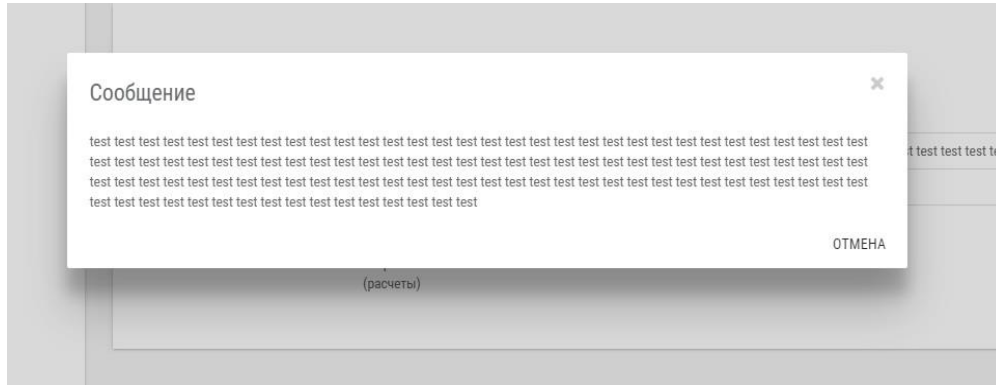 Сообщение
test test test test test test test test test test test test test test test test test test test test test test test test test test test test test test test test
test test test test test test test test test test test test test test test test test test test test test test test test test test test test test test test test
test test test test test test test test test test test test test test test test test test test test test test test test test test test test test test test test
test test test test test test test test test test test test test test test test
test test test
ОТМЕНА
(расчеты)